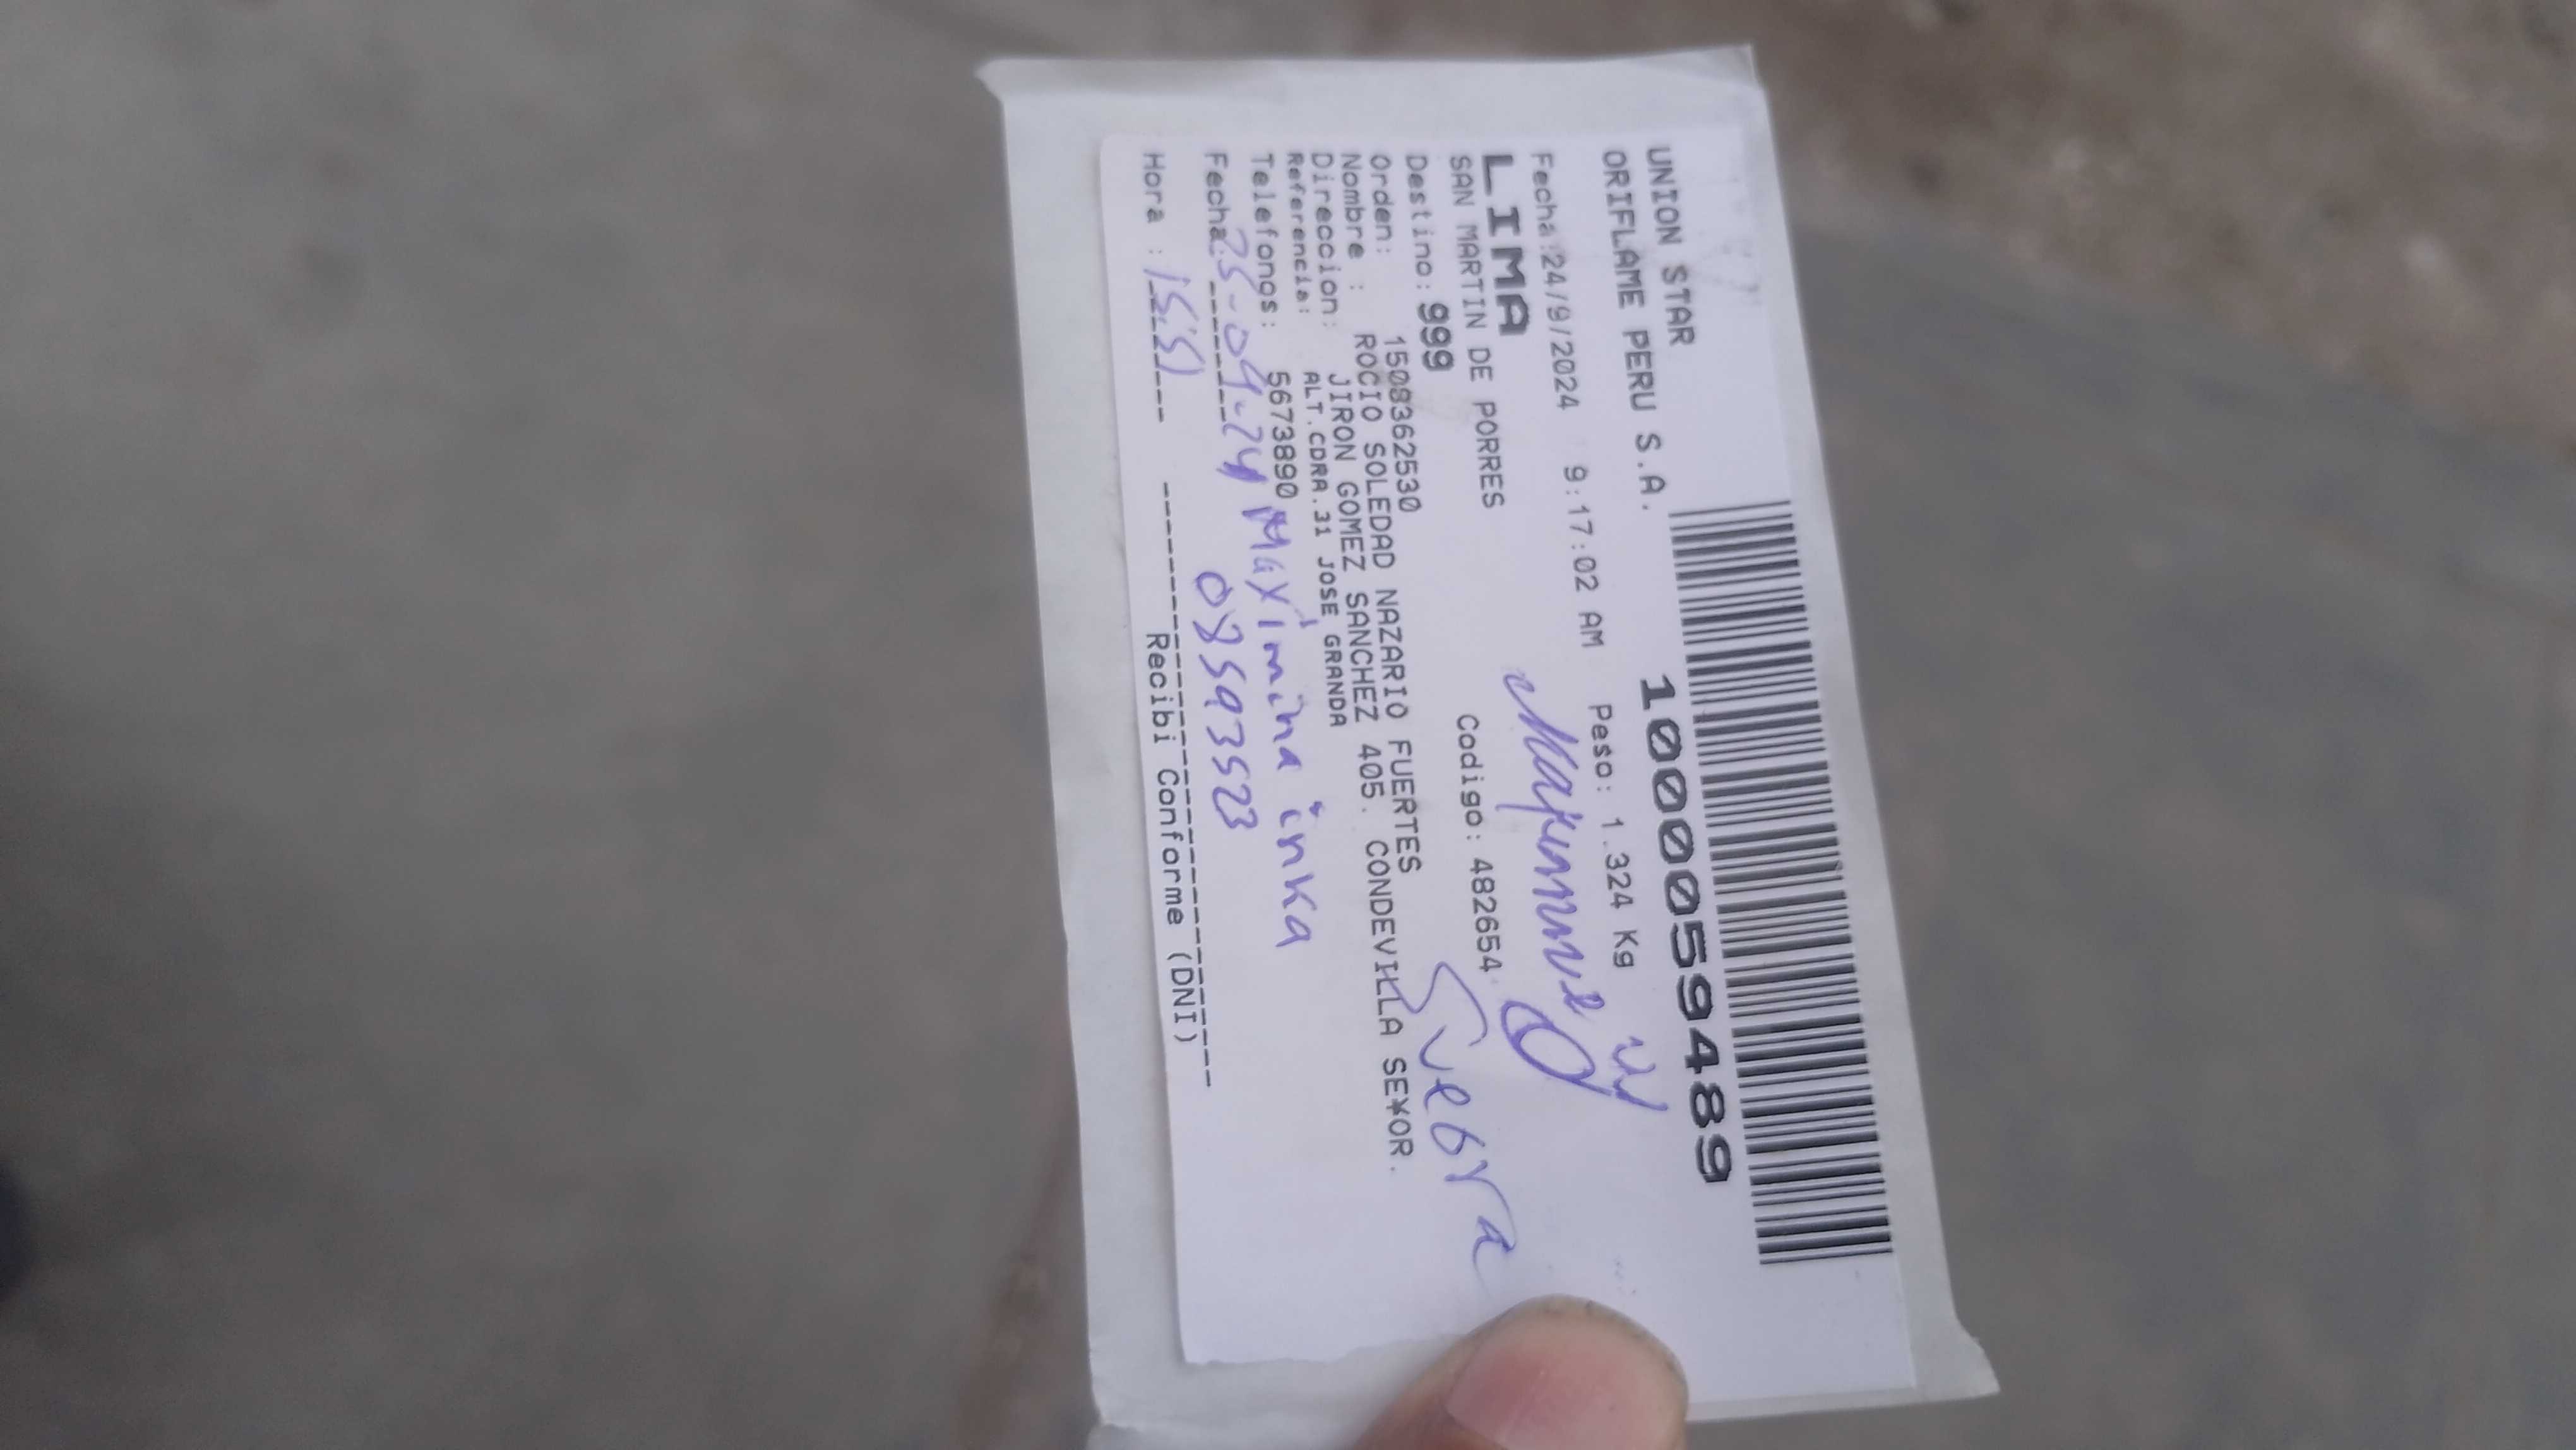 UNION STAR
ORIFLAME PERU S.A. 1000059489
Fecha:24/9/2024 9:17:02 AM Peso: 1.324 Kg
LIMA
SAN MARTIN DE PORRES Codigo: 482654
Destino: 999
Suegra
Orden: 15083362530
Nombre : ROCIO SOLEDAD NAZARIO FUERTES
Direccion: JIRON GOMEZ SANCHEZ 405. CONDEVILLA SE¥OR.
Referencia: ALT.CDRA.31 JOSE GRANDA
Telefonos: 5673890
Maximina inka
Fecha: 25-09-24 08593523
Hora : 15:51 Recibi Conforme (DNI)